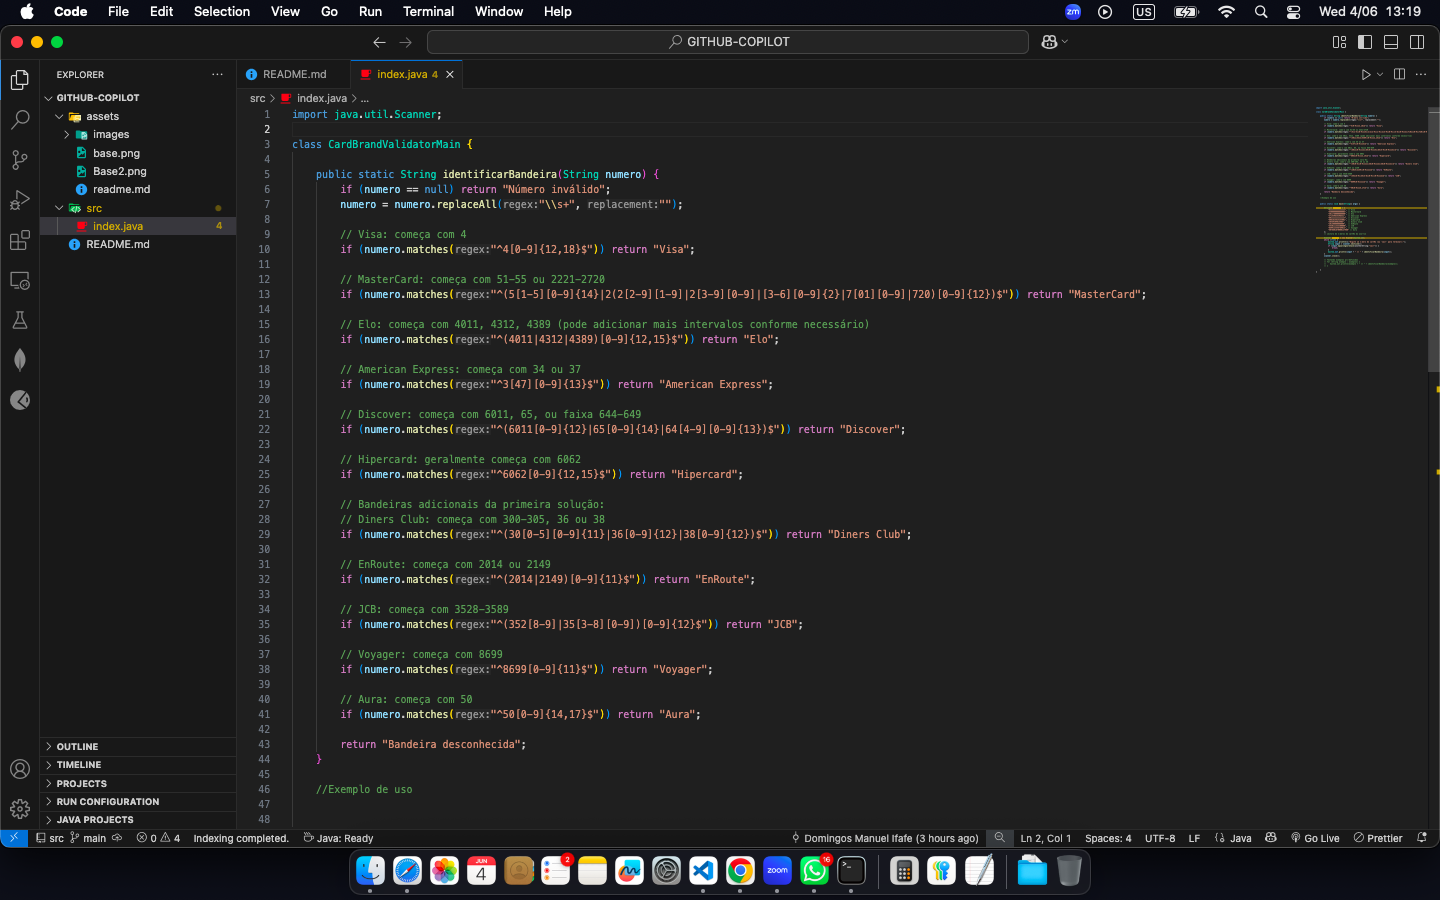 Code File Edit Selection View Go Run Terminal Window Help
zm US Wed 4/06 13:19
GITHUB-COPILOT
EXPLORER ...
GITHUB-COPILOT
assets
images
base.png
Base2.png
readme.md
src
index.java 4
README.md
OUTLINE
TIMELINE
PROJECTS
RUN CONFIGURATION
JAVA PROJECTS
README.md index.java 4
src > index.java > ...
1 import java.util.Scanner;
2
3 class CardBrandValidatorMain {
4
5 public static String identificarBandeira(String numero) {
6 if (numero == null) return "Número inválido";
7 numero = numero.replaceAll(regex:"\\s+", replacement:"");
8
9 // Visa: começa com 4
10 if (numero.matches(regex:"^4[0-9]{12,18}$")) return "Visa";
11
12 // MasterCard: começa com 51-55 ou 2221-2720
13 if (numero.matches(regex:"^(5[1-5][0-9]{14}|2(2[2-9][1-9]|2[3-9][0-9]|[3-6][0-9]{2}|7[01][0-9]|720)[0-9]{12})$")) return "MasterCard";
14
15 // Elo: começa com 4011, 4312, 4389 (pode adicionar mais intervalos conforme necessário)
16 if (numero.matches(regex:"^(4011|4312|4389)[0-9]{12,15}$")) return "Elo";
17
18 // American Express: começa com 34 ou 37
19 if (numero.matches(regex:"^3[47][0-9]{13}$")) return "American Express";
20
21 // Discover: começa com 6011, 65, ou faixa 644-649
22 if (numero.matches(regex:"^(6011[0-9]{12}|65[0-9]{14}|64[4-9][0-9]{13})$")) return "Discover";
23
24 // Hipercard: geralmente começa com 6062
25 if (numero.matches(regex:"^6062[0-9]{12,15}$")) return "Hipercard";
26
27 // Bandeiras adicionais da primeira solução:
28 // Diners Club: começa com 300-305, 36 ou 38
29 if (numero.matches(regex:"^(30[0-5][0-9]{11}|36[0-9]{12}|38[0-9]{12})$")) return "Diners Club";
30
31 // EnRoute: começa com 2014 ou 2149
32 if (numero.matches(regex:"^(2014|2149)[0-9]{11}$")) return "EnRoute";
33
34 // JCB: começa com 3528-3589
35 if (numero.matches(regex:"^(352[8-9]|35[3-8][0-9])[0-9]{12}$")) return "JCB";
36
37 // Voyager: começa com 8699
38 if (numero.matches(regex:"^8699[0-9]{11}$")) return "Voyager";
39
40 // Aura: começa com 50
41 if (numero.matches(regex:"^50[0-9]{14,17}$")) return "Aura";
42
43 return "Bandeira desconhecida";
44 }
45
46 //Exemplo de uso
47
48
src main 0 4 Indexing completed. Java: Ready Domingos Manuel Ifafe (3 hours ago) Ln 2, Col 1 Spaces: 4 UTF-8 LF Java Go Live Prettier
JUN
4
2
zoom
16